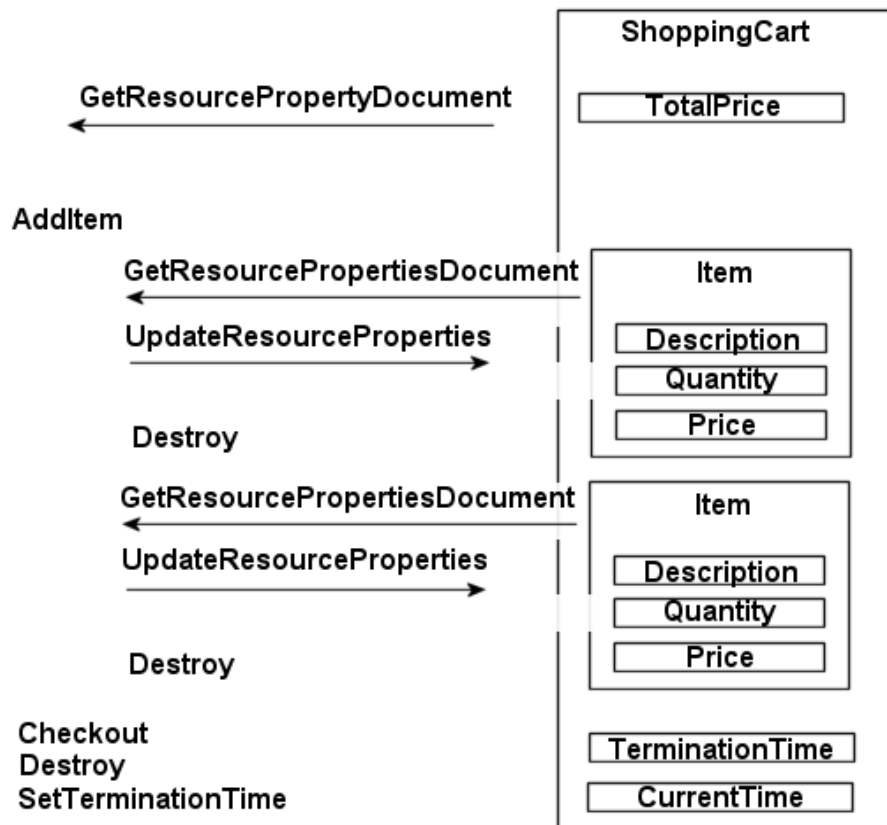 ShoppingCart
GetResourcePropertyDocument
TotalPrice
AddItem
GetResourcePropertiesDocument
Item
UpdateResourceProperties
Description
Quantity
Price
Destroy
GetResourcePropertiesDocument
Item
UpdateResourceProperties
Description
Quantity
Price
Destroy
Checkout
Destroy
SetTerminationTime
TerminationTime
CurrentTime